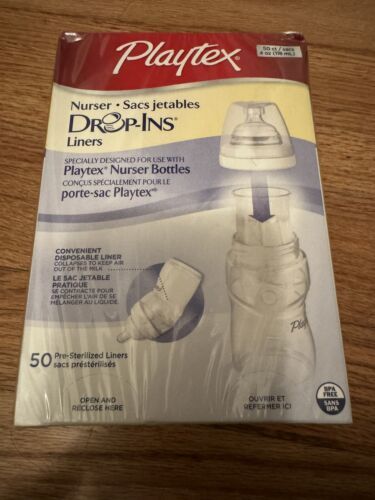 Playtex®
50 ct / sacs
4 oz (118 mL)
Nurser • Sacs jetables
DROP-INS®
Liners
SPECIALLY DESIGNED FOR USE WITH
Playtex® Nurser Bottles
CONÇUS SPÉCIALEMENT POUR LE
porte-sac Playtex®
CONVENIENT
DISPOSABLE LINER
COLLAPSES TO KEEP AIR
OUT OF THE MILK
LE SAC JETABLE
PRATIQUE
SE CONTRACTE POUR
EMPÊCHER L'AIR DE SE
MÉLANGER AU LIQUIDE
Playtex
50 Pre-Sterilized Liners
sacs préstérilisés
OPEN AND
RECLOSE HERE
OUVRIR ET
REFERMER ICI
BPA
FREE
SANS
BPA